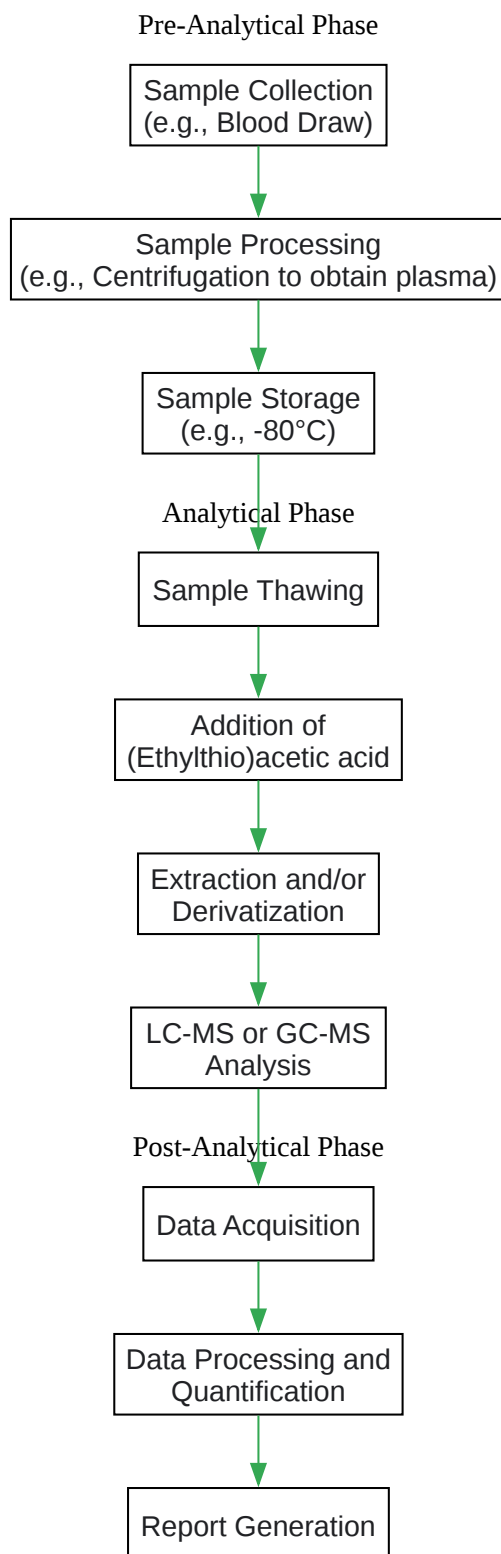 Pre-Analytical Phase
Sample Collection
(e.g., Blood Draw)
Sample Processing
(e.g., Centrifugation to obtain plasma)
Sample Storage
(e.g., -80°C)
Analytical Phase
Sample Thawing
Addition of
(Ethylthio)acetic acid
Extraction and/or
Derivatization
LC-MS or GC-MS
Analysis
Post-Analytical Phase
Data Acquisition
Data Processing and
Quantification
Report Generation